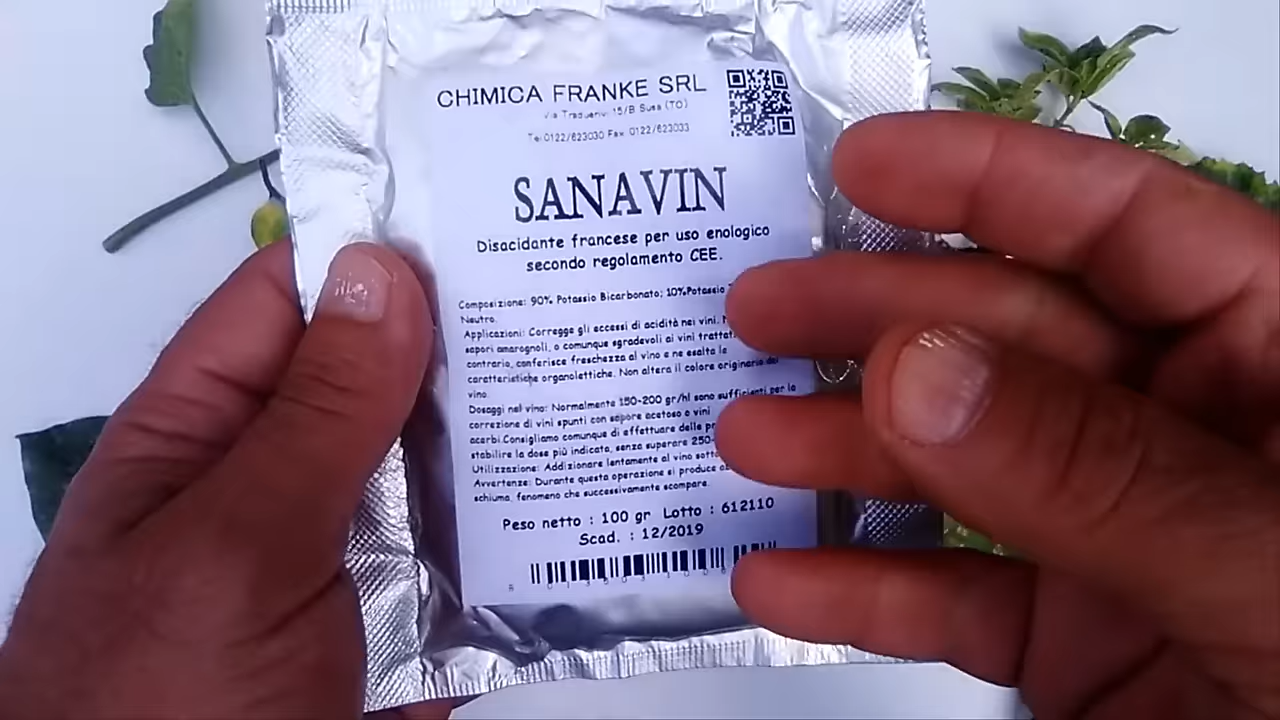 CHIMICA FRANKE SRL
Via Traduerivi 15/B Susa (TO)
Tel 0122/623030 Fax 0122/623033
SANAVIN
Disacidante francese per uso enologico
secondo regolamento CEE.
Composizione: 90% Potassio Bicarbonato; 10%Potassio
Neutro.
Applicazioni: Corregge gli eccessi di acidità nei vini.
sapori amarognoli, o comunque sgradevoli ai vini trattati.
contrario, conferisce freschezza al vino e ne esalta le
caratteristiche organolettiche. Non altera il colore originario del
vino.
Dosaggi nel vino: Normalmente 150-200 gr/hl sono sufficienti per la
correzione di vini spunti con sapore acetoso o vini
acerbi.Consigliamo comunque di effettuare delle
stabilire la dose più indicata, senza superare 250-
Utilizzazione: Addizionare lentamente al vino
Avvertenze: Durante questa operazione si produce
schiuma, fenomeno che successivamente scompare.
Peso netto : 100 gr Lotto : 612110
Scad. : 12/2019